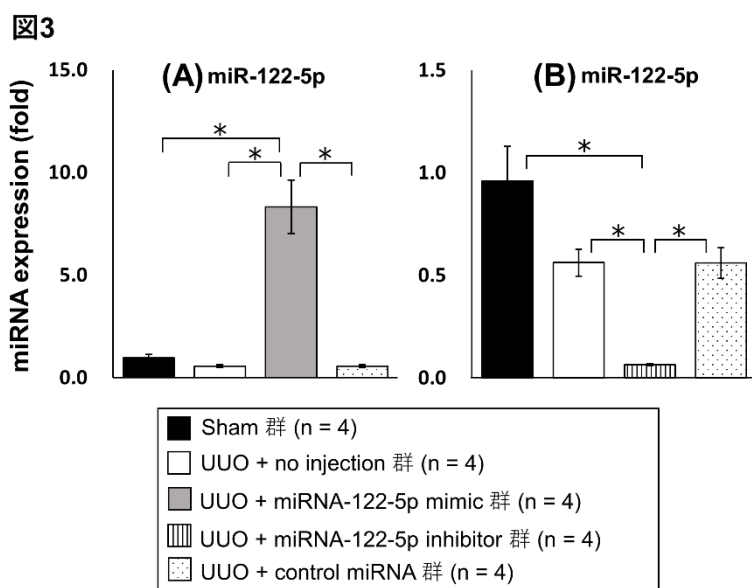 図3
(A) miR-122-5p
(B) miR-122-5p
miRNA expression (fold)
15.0
10.0
5.0
0.0
* * *
1.5
1.0
0.5
0.0
* * *
Sham 群 (n = 4)
UUO + no injection 群 (n = 4)
UUO + miRNA-122-5p mimic 群 (n = 4)
UUO + miRNA-122-5p inhibitor 群 (n = 4)
UUO + control miRNA 群 (n = 4)